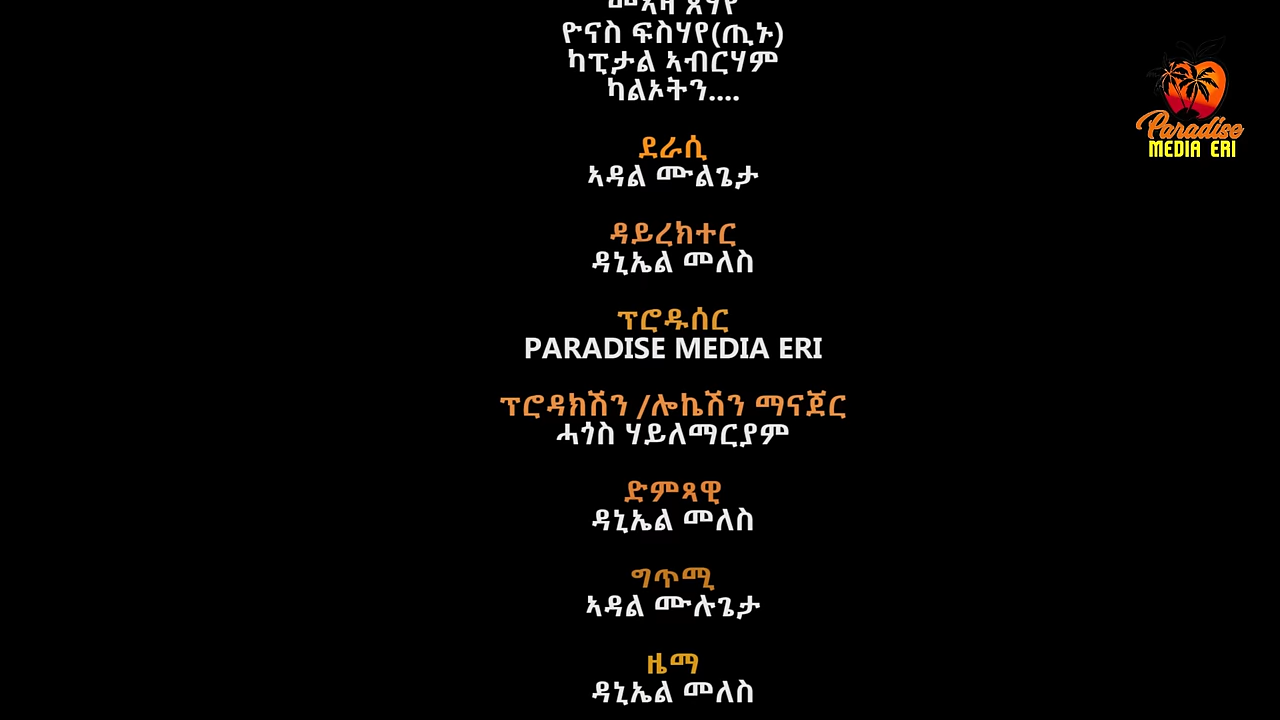 ዮናስ ፍስሃየ(ጢኑ)
ካፒታል ኣብርሃም
ካልኦትን....
ደራሲ
ኣዳል ሙልጌታ
ዳይረክተር
ዳኒኤል መለስ
ፕሮዱሰር
PARADISE MEDIA ERI
ፕሮዳክሽን /ሎኬሽን ማናጀር
ሓጎስ ሃይለማርያም
ድምጻዊ
ዳኒኤል መለስ
ግጥሚ
ኣዳል ሙሉጌታ
ዜማ
ዳኒኤል መለስ
Paradise
MEDIA ERI